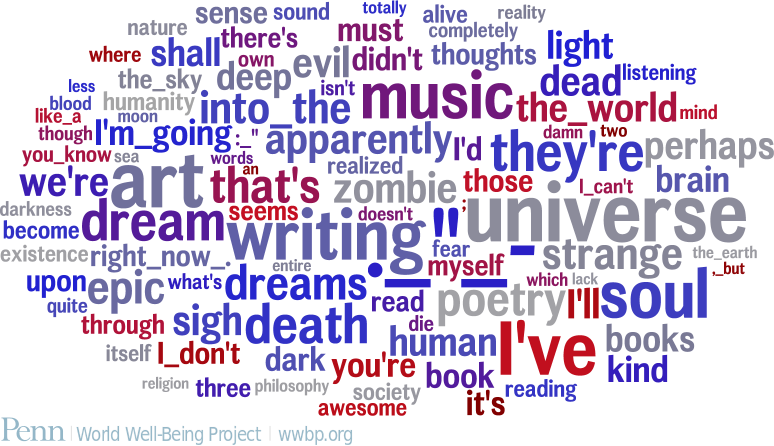 sense sound totally alive reality
nature there's must completely
where shall own evil didn't thoughts light
the_sky deep isn't dead listening
less into_the music the_world mind
blood humanity
like_a moon
though I'm_going :_" apparently I'd they're damn two perhaps
you_know sea words realized
we're art an that's zombie those I_can't brain
darkness dream seems doesn't ; universe
become writing "
existence right_now_. fear _-_ strange the_earth
entire myself ,_but
upon epic what's dreams ._ _ which lack
quite read poetry I'll soul
through sigh death die I've
itself I_don't human books
dark you're book kind
religion three philosophy society reading
awesome it's
Penn | World Well-Being Project | wwbp.org